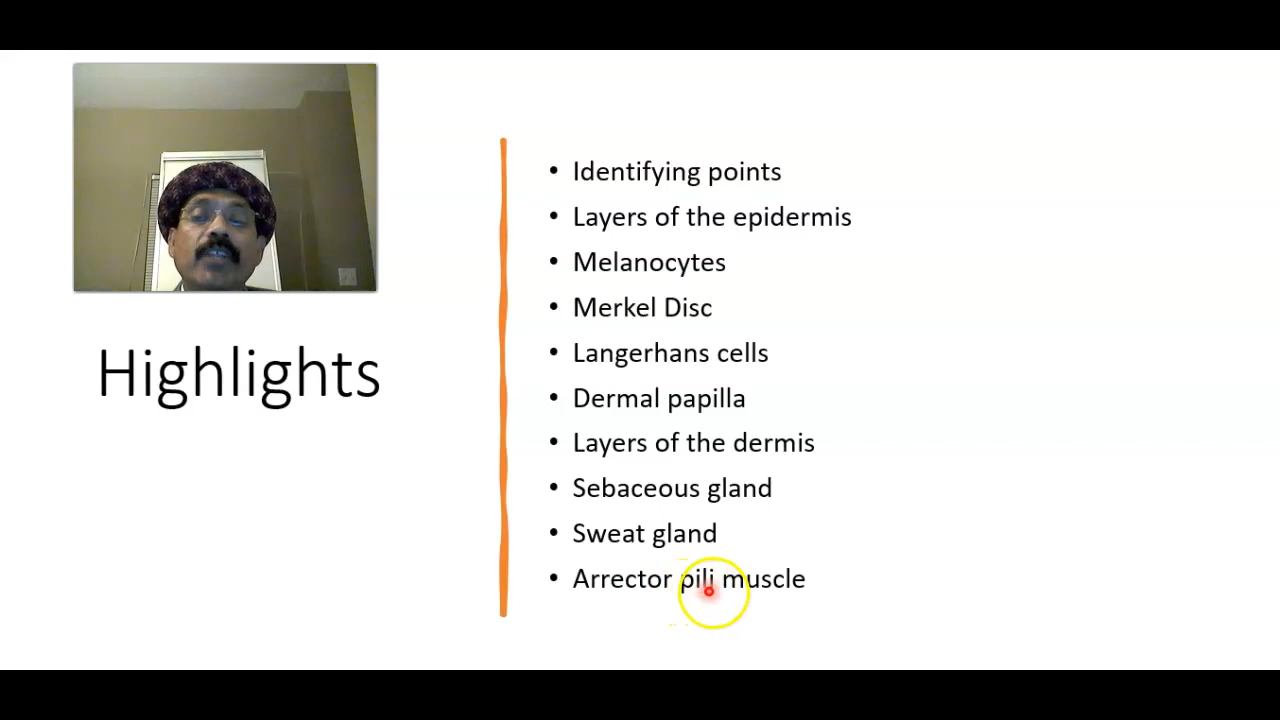 Highlights
• Identifying points
• Layers of the epidermis
• Melanocytes
• Merkel Disc
• Langerhans cells
• Dermal papilla
• Layers of the dermis
• Sebaceous gland
• Sweat gland
• Arrector pili muscle